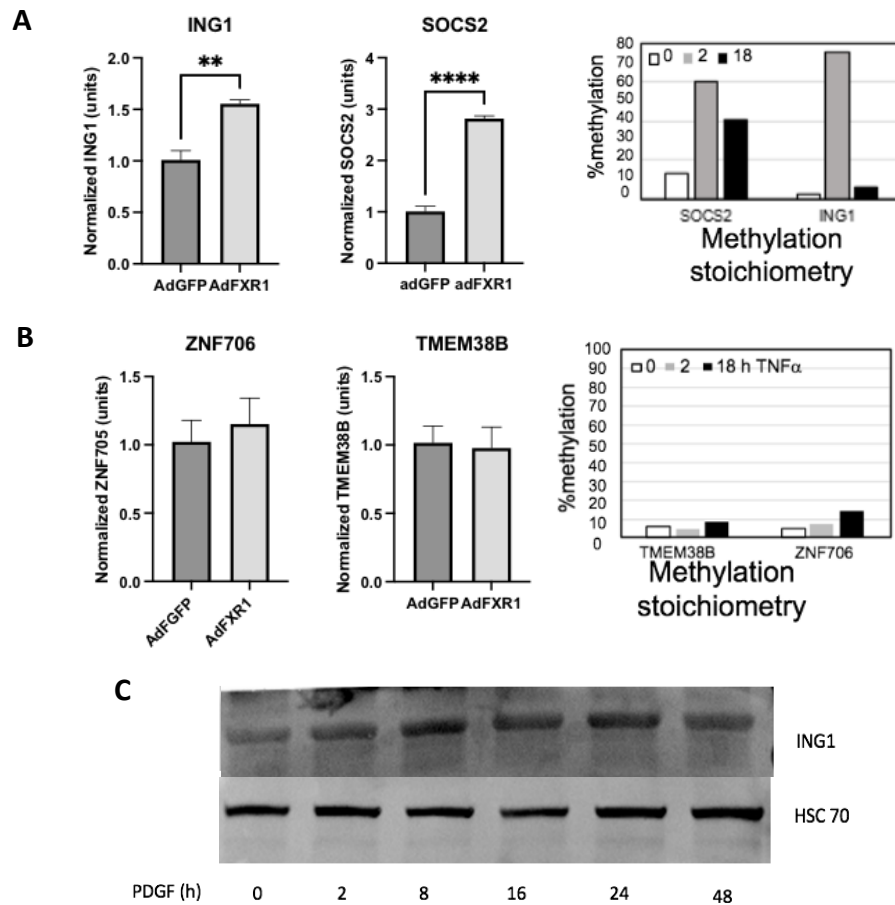 A
ING1
**
Normalized ING1 (units)
2.0
1.5
1.0
0.5
0.0
AdGFP AdFXR1
SOCS2
****
Normalized SOCS2 (units)
4
3
2
1
0
adGFP adFXR1
80
70
60
50
40
30
20
10
0
%methylation
0 2 18
SOCS2 ING1
Methylation
stoichiometry
B
ZNF706
Normalized ZNF705 (units)
1.5
1.0
0.5
0.0
AdFGFP AdFXR1
TMEM38B
Normalized TMEM38B (units)
1.5
1.0
0.5
0.0
AdGFP AdFXR1
100
90
80
70
60
50
40
30
20
10
0
%methylation
0 2 18 h TNFα
TMEM38B ZNF706
Methylation
stoichiometry
C
ING1
HSC 70
PDGF (h) 0 2 8 16 24 48